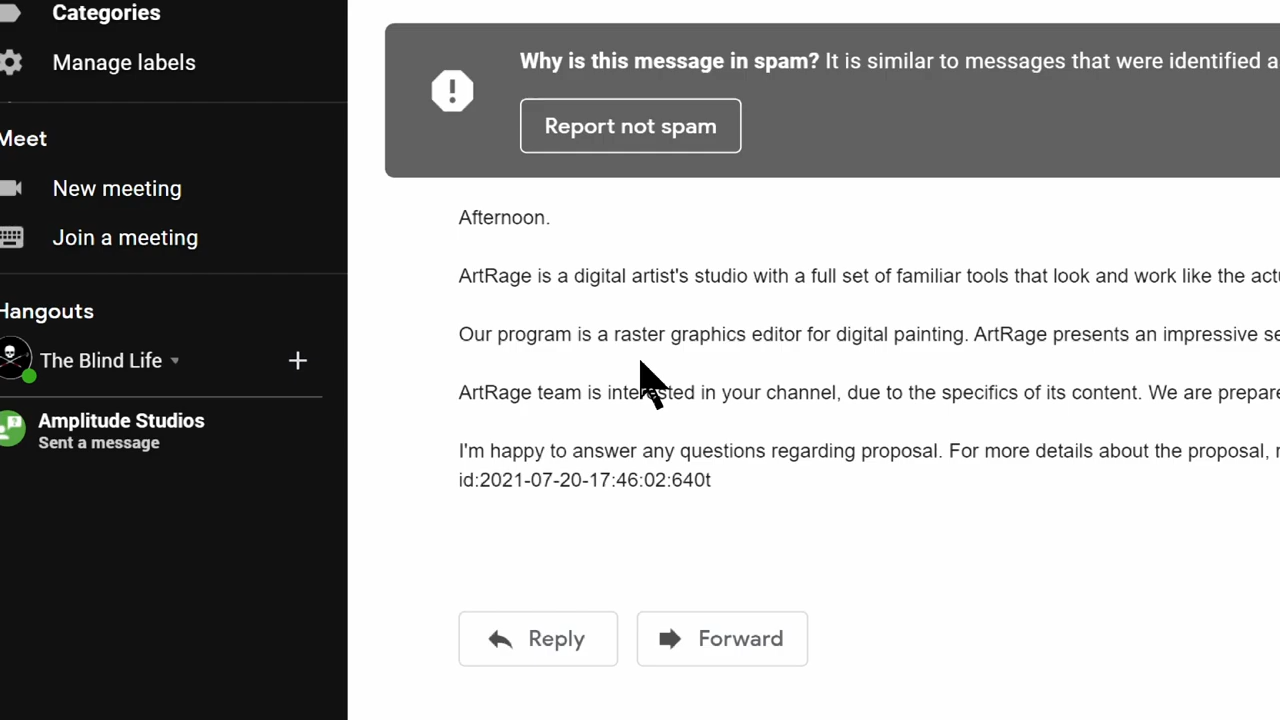 Categories
Manage labels
Meet
New meeting
Join a meeting
Hangouts
The Blind Life
Amplitude Studios
Sent a message
Why is this message in spam? It is similar to messages that were identified
Report not spam
Afternoon.
ArtRage is a digital artist's studio with a full set of familiar tools that look and work like the
Our program is a raster graphics editor for digital painting. ArtRage presents an impressive
ArtRage team is interested in your channel, due to the specifics of its content. We are
I'm happy to answer any questions regarding proposal. For more details about the proposal,
id:2021-07-20-17:46:02:640t
Reply
Forward